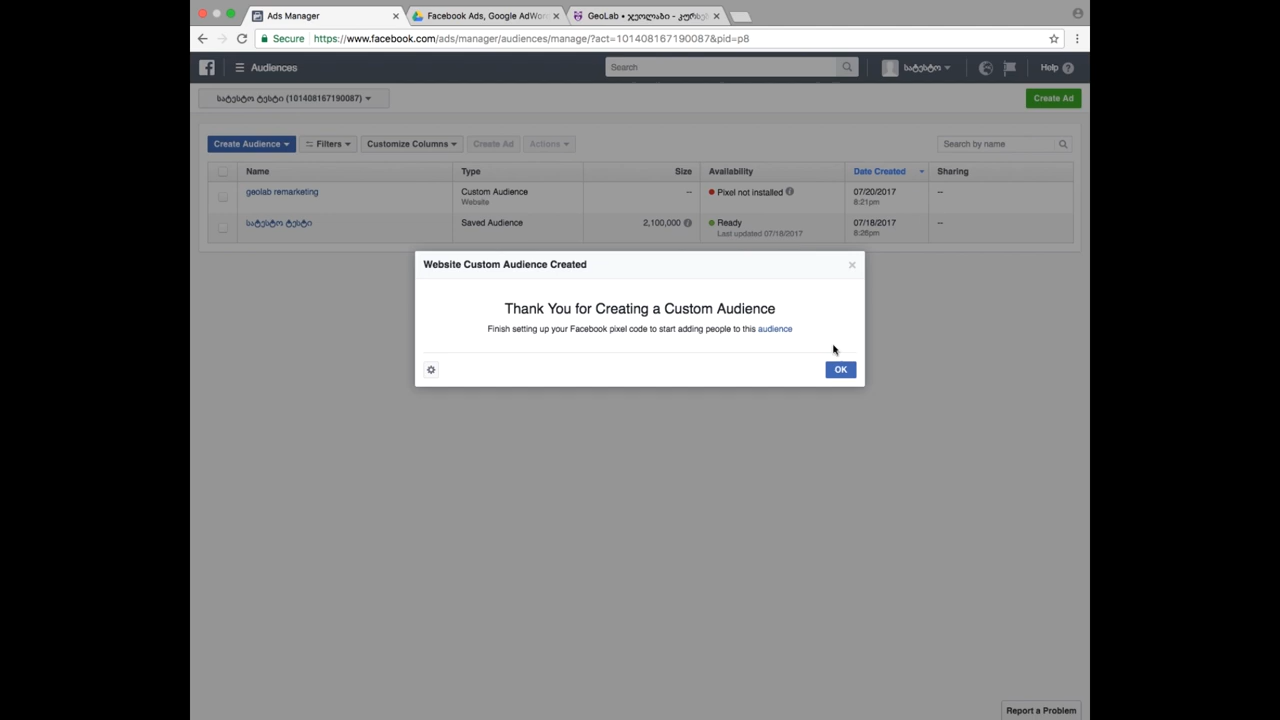 Ads Manager
Facebook Ads, Google AdWor
GeoLab • ჯეოლაბი - კურსებ
Secure https://www.facebook.com/ads/manager/audiences/manage/?act=101408167190087&pid=p8
Audiences
Search
სატესტო
Help
სატესტო ტესტი (101408167190087)
Create Ad
Create Audience
Filters
Customize Columns
Create Ad
Actions
Search by name
Name Type Size Availability Date Created Sharing
geolab remarketing Custom Audience -- Pixel not installed 07/20/2017 --
Website 8:21pm
სატესტო ტესტი Saved Audience 2,100,000 Ready 07/18/2017 --
Last updated 07/18/2017 8:26pm
Website Custom Audience Created
Thank You for Creating a Custom Audience
Finish setting up your Facebook pixel code to start adding people to this audience
OK
Report a Problem